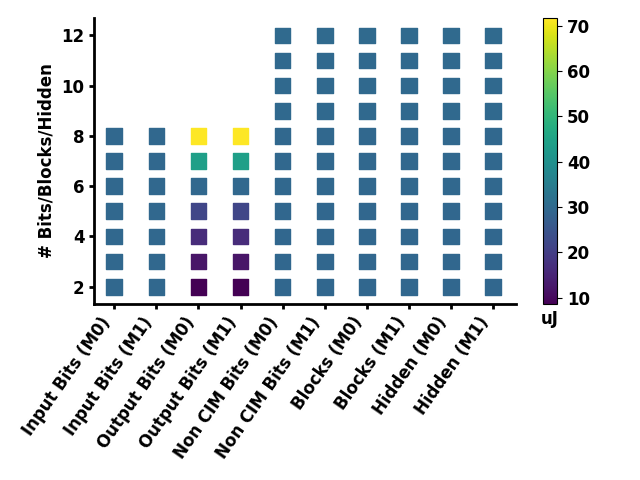 # Bits/Blocks/Hidden
12
10
8
6
4
2
Input Bits (M0)
Input Bits (M1)
Output Bits (M0)
Output Bits (M1)
Non CIM Bits (M0)
Non CIM Bits (M1)
Blocks (M0)
Blocks (M1)
Hidden (M0)
Hidden (M1)
70
60
50
40
30
20
10
uJ